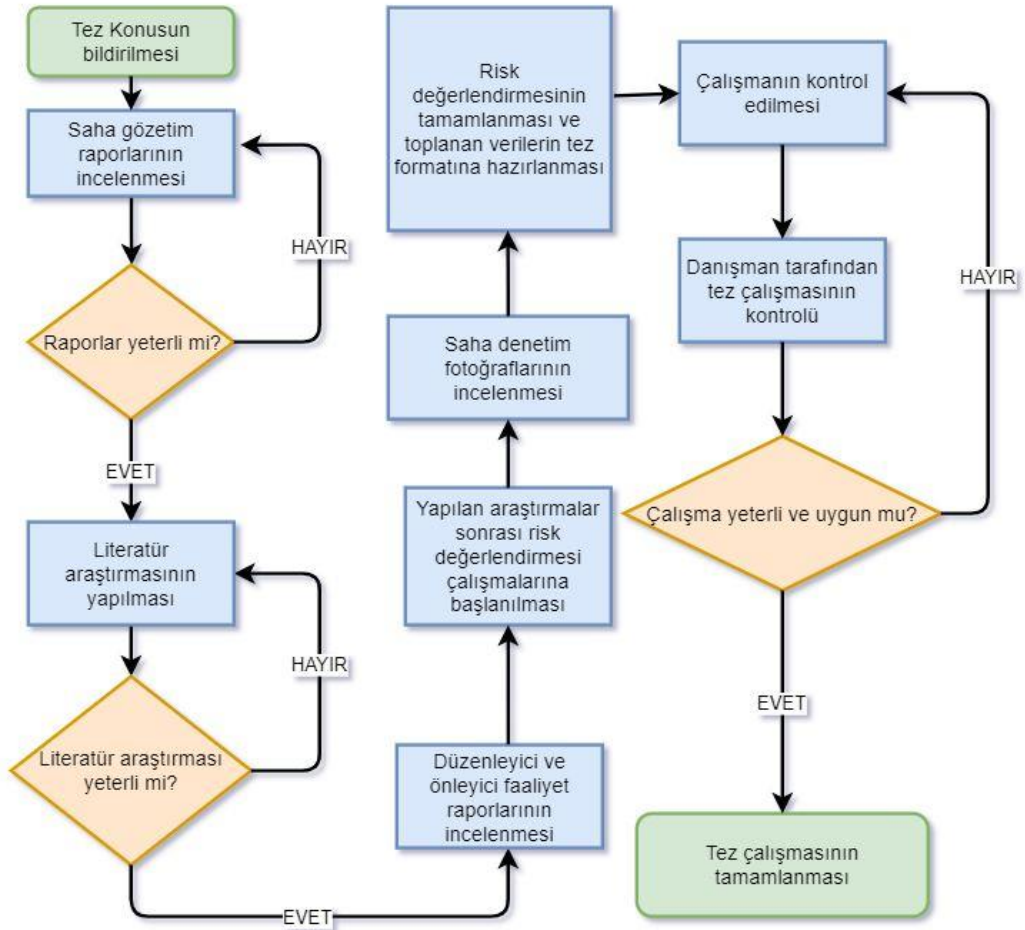 Tez Konusun
bildirilmesi
Saha gözetim
raporlarının
incelenmesi
HAYIR
Raporlar yeterli mi?
EVET
Literatür
araştırmasının
yapılması
HAYIR
Literatür araştırması
yeterli mi?
EVET
Düzenleyici ve
önleyici faaliyet
raporlarının
incelenmesi
Yapılan araştırmalar
sonrası risk
değerlendirmesi
çalışmalarına
başlanılması
Saha denetim
fotoğraflarının
incelenmesi
Risk
değerlendirmesinin
tamamlanması ve
toplanan verilerin tez
formatına hazırlanması
Çalışmanın kontrol
edilmesi
Danışman tarafından
tez çalışmasının
kontrolü
HAYIR
Çalışma yeterli ve uygun mu?
EVET
Tez çalışmasının
tamamlanması